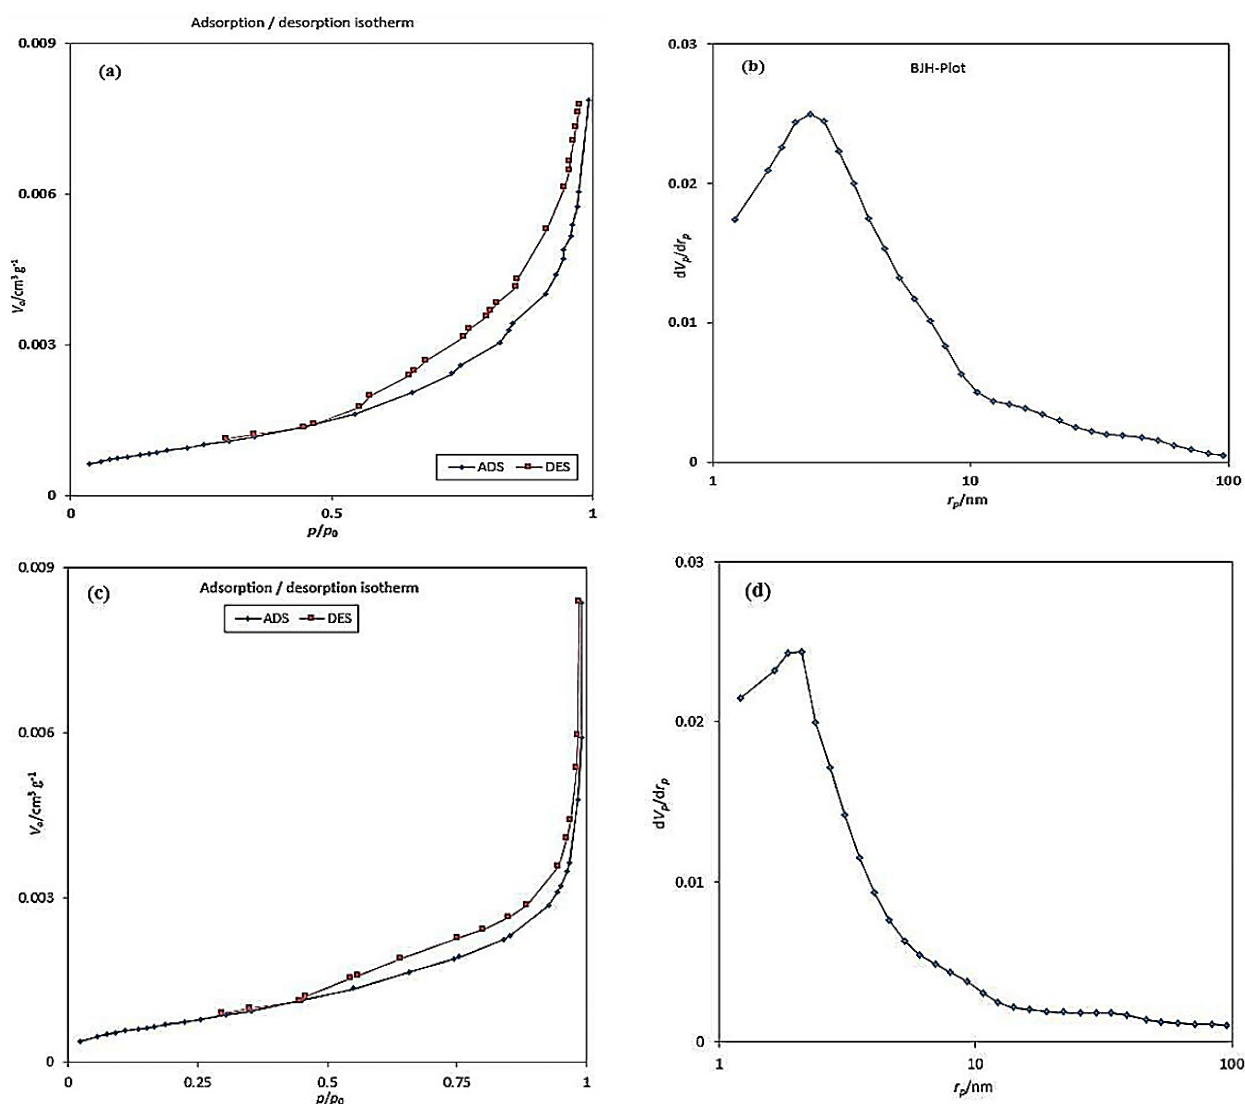 Adsorption / desorption isotherm
(a)
0.009
0.006
0.003
0
Vₐ/cm³ g⁻¹
ADS
DES
0
0.5
1
p/p₀
(b)
BJH-Plot
0.03
0.02
0.01
0
dVₚ/drₚ
1
10
100
rₚ/nm
(c)
Adsorption / desorption isotherm
ADS
DES
0.009
0.006
0.003
0
Vₐ/cm³ g⁻¹
0
0.25
0.5
0.75
1
p/p₀
(d)
0.03
0.02
0.01
0
dVₚ/drₚ
1
10
100
rₚ/nm